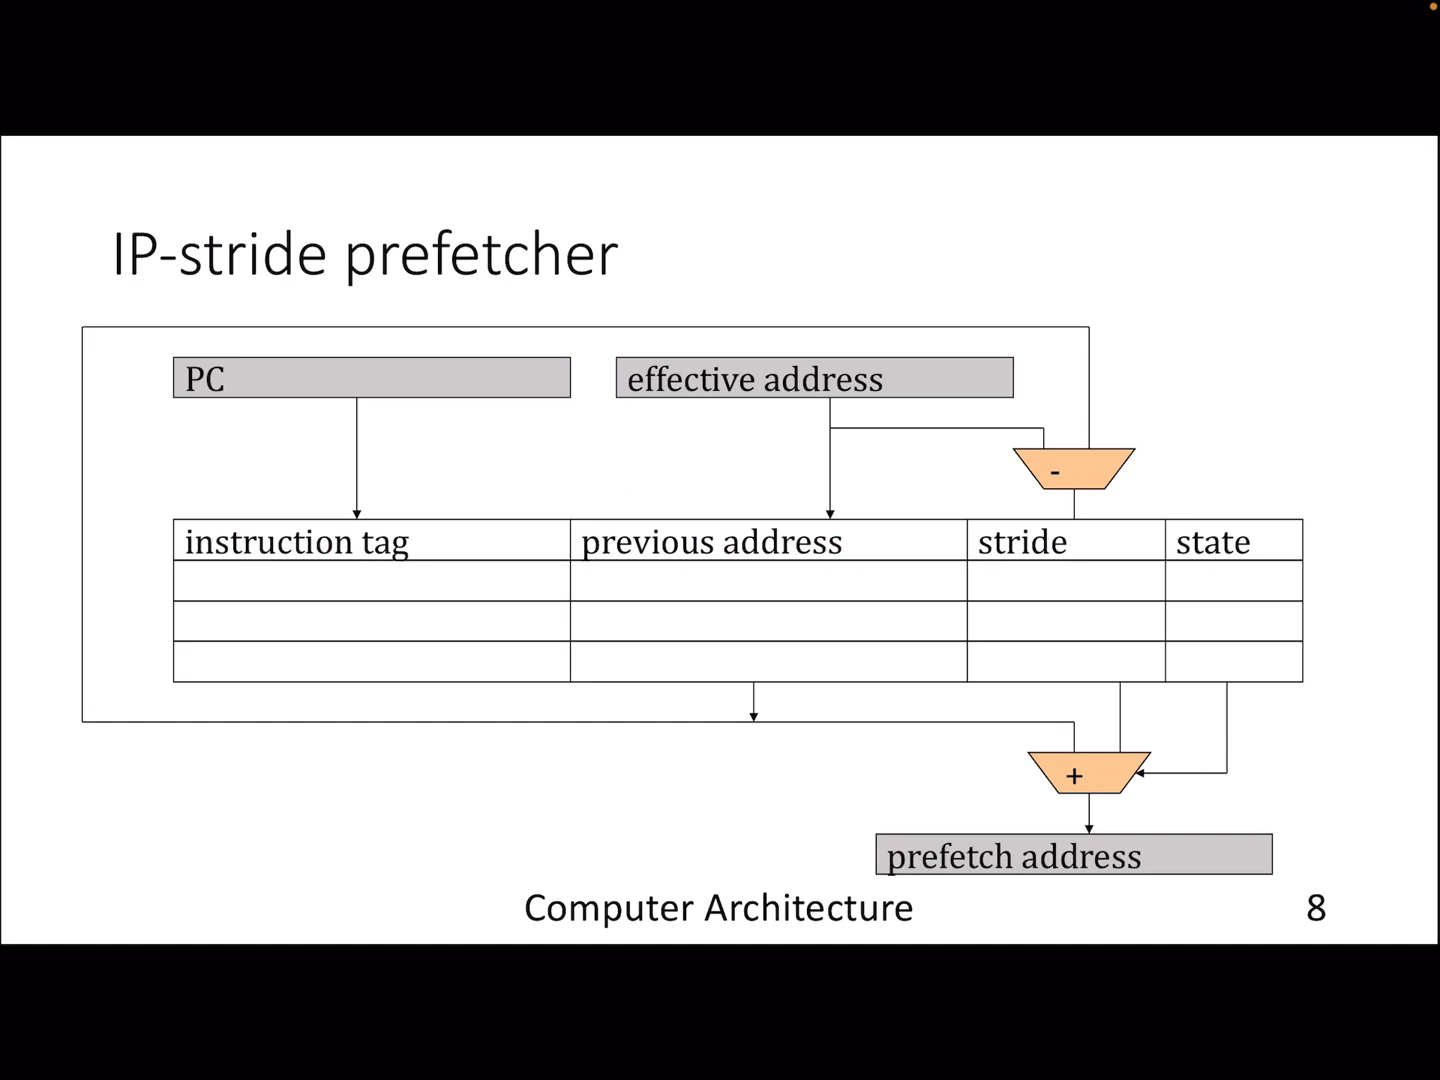 IP-stride prefetcher
PC
effective address
-
instruction tag
previous address
stride
state
+
prefetch address
Computer Architecture
8